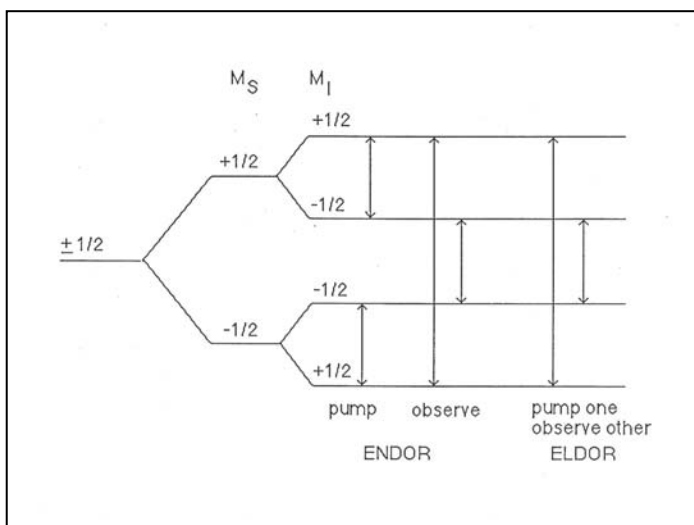 M_S M_I
+1/2
+1/2
-1/2
± 1/2
-1/2
-1/2
+1/2
pump observe pump one
observe other
ENDOR ELDOR